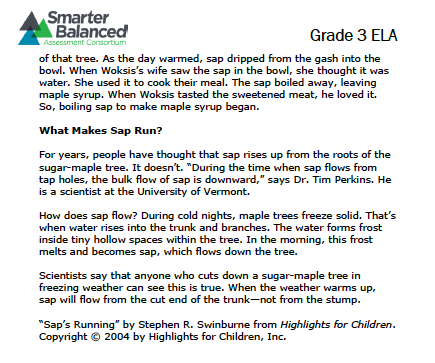 Smarter
Balanced
Assessment Consortium
Grade 3 ELA
of that tree. As the day warmed, sap dripped from the gash into the
bowl. When Woksis's wife saw the sap in the bowl, she thought it was
water. She used it to cook their meal. The sap boiled away, leaving
maple syrup. When Woksis tasted the sweetened meat, he loved it.
So, boiling sap to make maple syrup began.
What Makes Sap Run?
For years, people have thought that sap rises up from the roots of the
sugar-maple tree. It doesn't. “During the time when sap flows from
tap holes, the bulk flow of sap is downward,” says Dr. Tim Perkins. He
is a scientist at the University of Vermont.
How does sap flow? During cold nights, maple trees freeze solid. That's
when water rises into the trunk and branches. The water forms frost
inside tiny hollow spaces within the tree. In the morning, this frost
melts and becomes sap, which flows down the tree.
Scientists say that anyone who cuts down a sugar-maple tree in
freezing weather can see this is true. When the weather warms up,
sap will flow from the cut end of the trunk—not from the stump.
“Sap's Running” by Stephen R. Swinburne from Highlights for Children.
Copyright © 2004 by Highlights for Children, Inc.